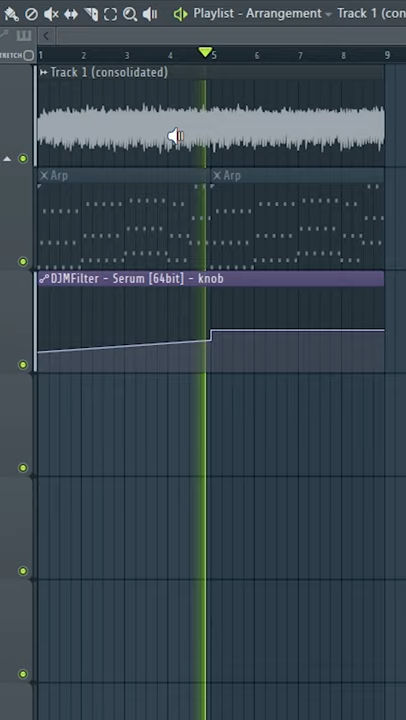 Playlist - Arrangement Track 1 (con
TRETCH
1 2 3 4 5 6 7 8 9
Track 1 (consolidated)
Arp Arp
DJMFilter - Serum [64bit] - knob